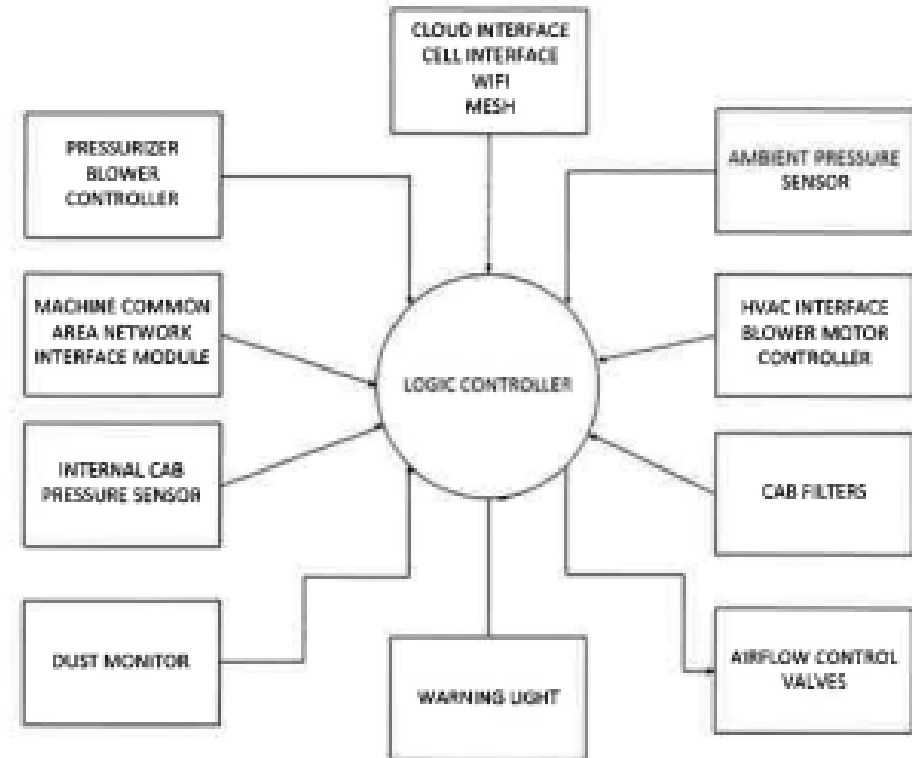 CLOUD INTERFACE
CELL INTERFACE
WIFI
MESH
PRESSURIZER
BLOWER
CONTROLLER
AMBIENT PRESSURE
SENSOR
MACHINE COMMON
AREA NETWORK
INTERFACE MODULE
HVAC INTERFACE
BLOWER MOTOR
CONTROLLER
LOGIC CONTROLLER
INTERNAL CAB
PRESSURE SENSOR
CAB FILTERS
DUST MONITOR
WARNING LIGHT
AIRFLOW CONTROL
VALVES